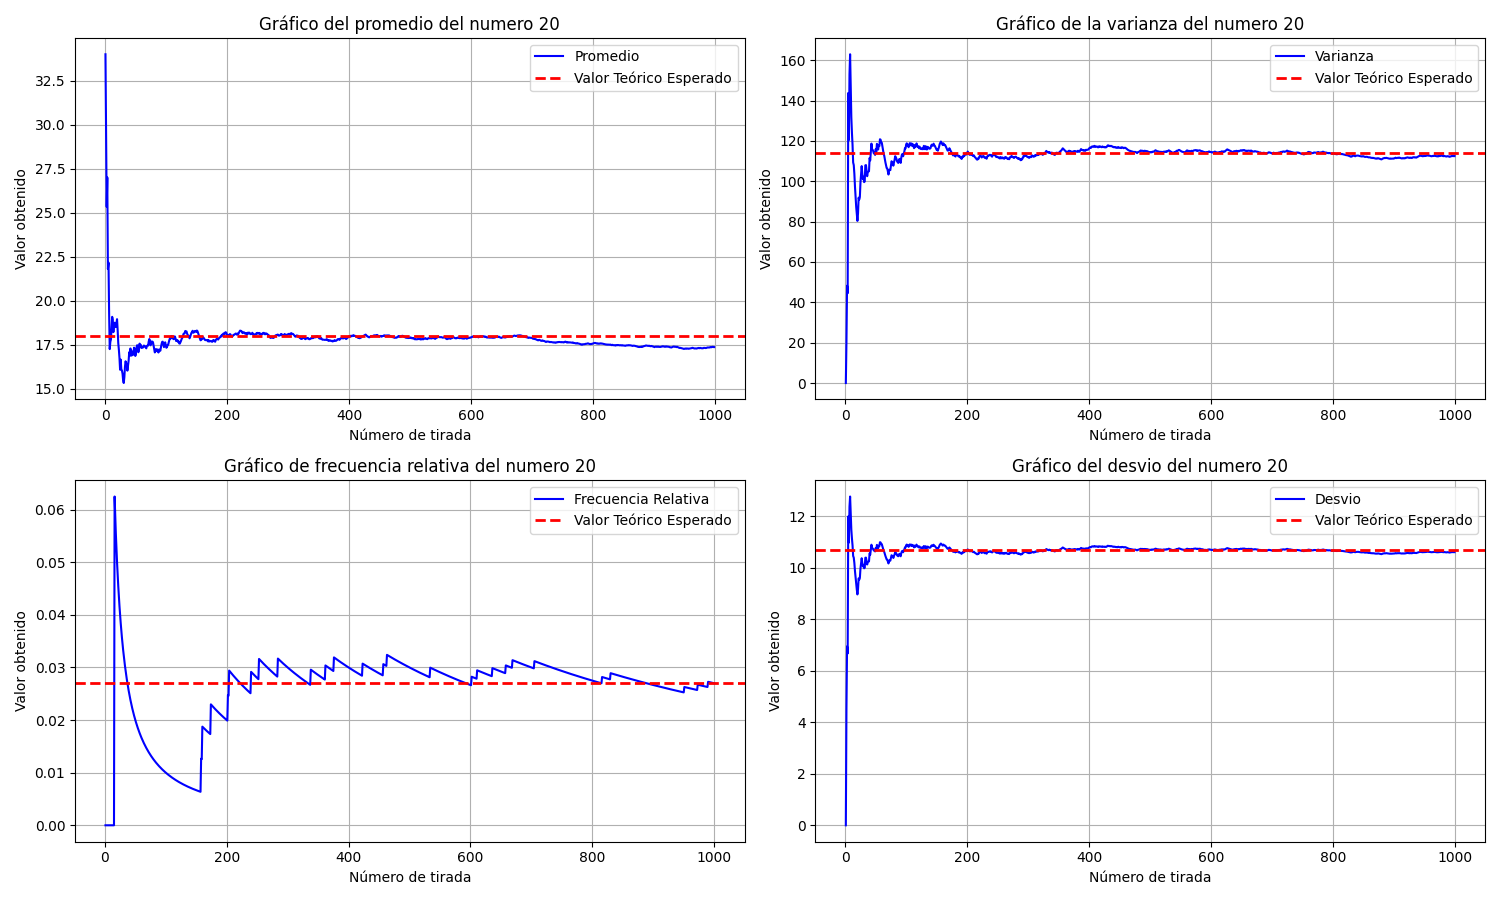 Gráfico del promedio del numero 20
Promedio
Valor Teórico Esperado
32.5
30.0
27.5
25.0
22.5
20.0
17.5
15.0
Valor obtenido
0 200 400 600 800 1000
Número de tirada
Gráfico de la varianza del numero 20
Varianza
Valor Teórico Esperado
160
140
120
100
80
60
40
20
0
Valor obtenido
0 200 400 600 800 1000
Número de tirada
Gráfico de frecuencia relativa del numero 20
Frecuencia Relativa
Valor Teórico Esperado
0.06
0.05
0.04
0.03
0.02
0.01
0.00
Valor obtenido
0 200 400 600 800 1000
Número de tirada
Gráfico del desvio del numero 20
Desvio
Valor Teórico Esperado
12
10
8
6
4
2
0
Valor obtenido
0 200 400 600 800 1000
Número de tirada